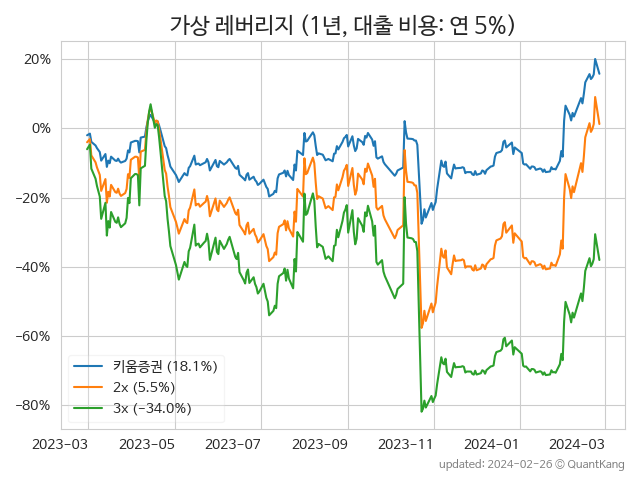 가상 레버리지 (1년, 대출 비용: 연 5%)
20%
0%
−20%
−40%
−60%
−80%
키움증권 (18.1%)
2x (5.5%)
3x (−34.0%)
2023-03 2023-05 2023-07 2023-09 2023-11 2024-01 2024-03
updated: 2024-02-26 © QuantKang